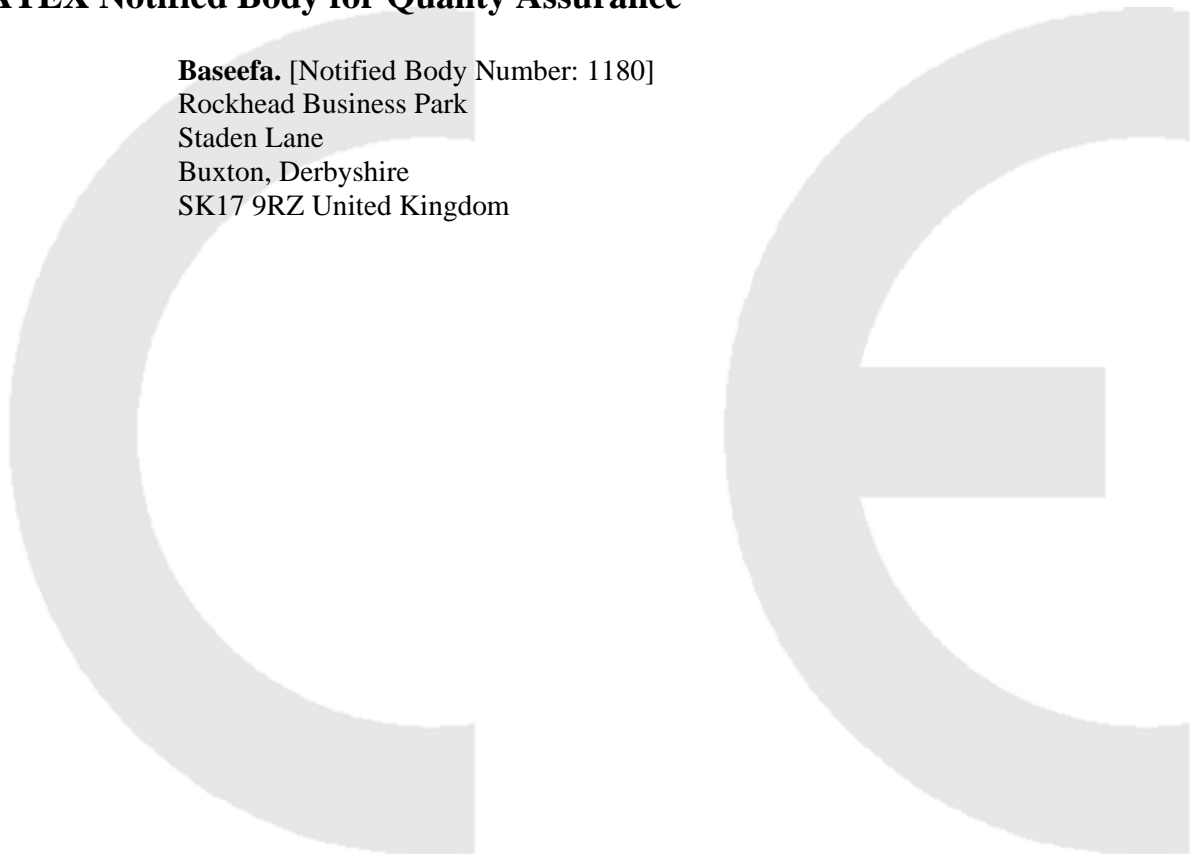 ATEX Notified Body for Quality Assurance
Baseefa. [Notified Body Number: 1180]
Rockhead Business Park
Staden Lane
Buxton, Derbyshire
SK17 9RZ United Kingdom
CE